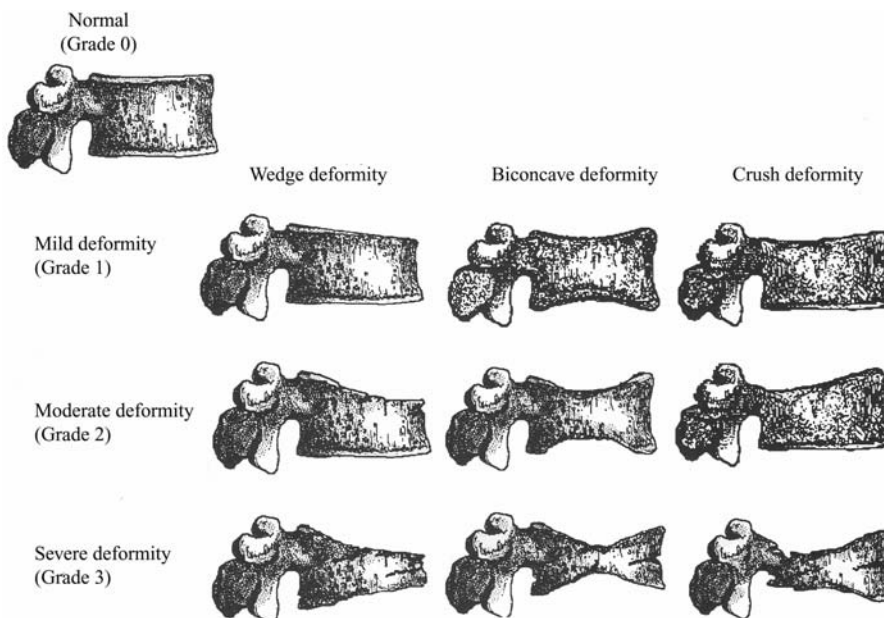 Normal
(Grade 0)
Wedge deformity
Biconcave deformity
Crush deformity
Mild deformity
(Grade 1)
Moderate deformity
(Grade 2)
Severe deformity
(Grade 3)